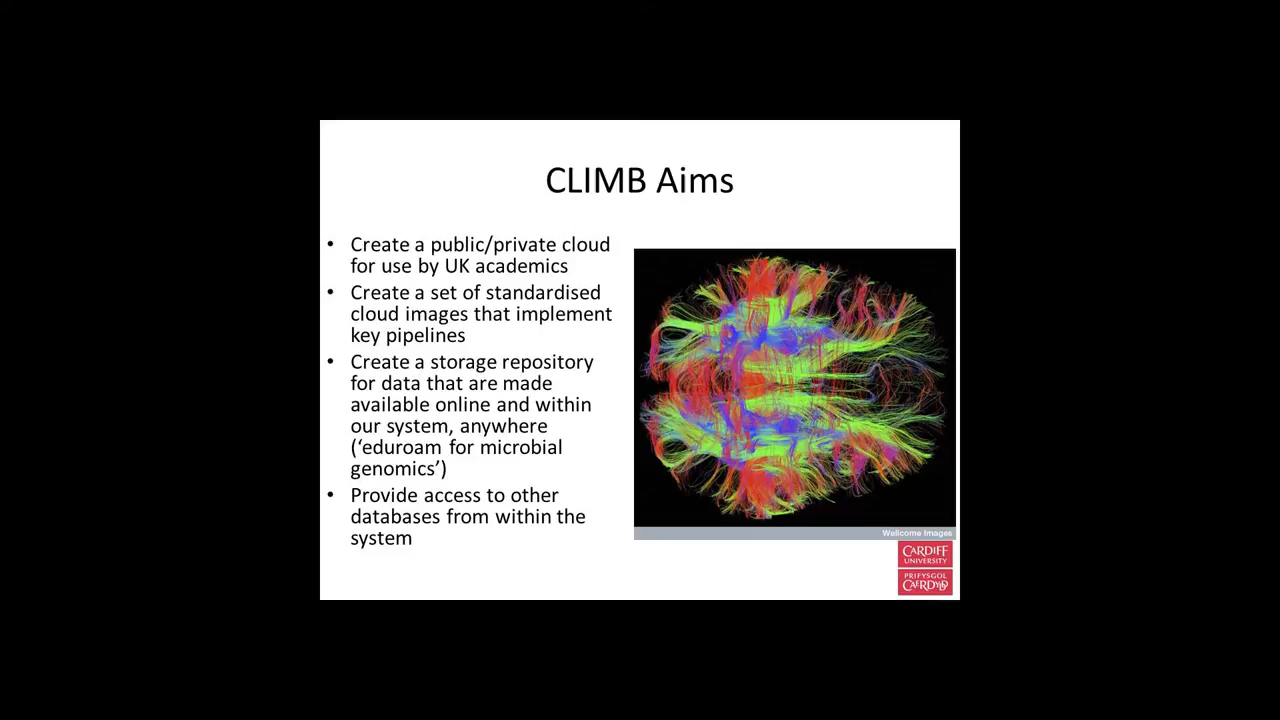 CLIMB Aims
• Create a public/private cloud
for use by UK academics
• Create a set of standardised
cloud images that implement
key pipelines
• Create a storage repository
for data that are made
available online and within
our system, anywhere
(‘eduroam for microbial
genomics’)
• Provide access to other
databases from within the
system
Wellcome Images
CARDIFF
UNIVERSITY
PRIFYSGOL
CAERDYDD